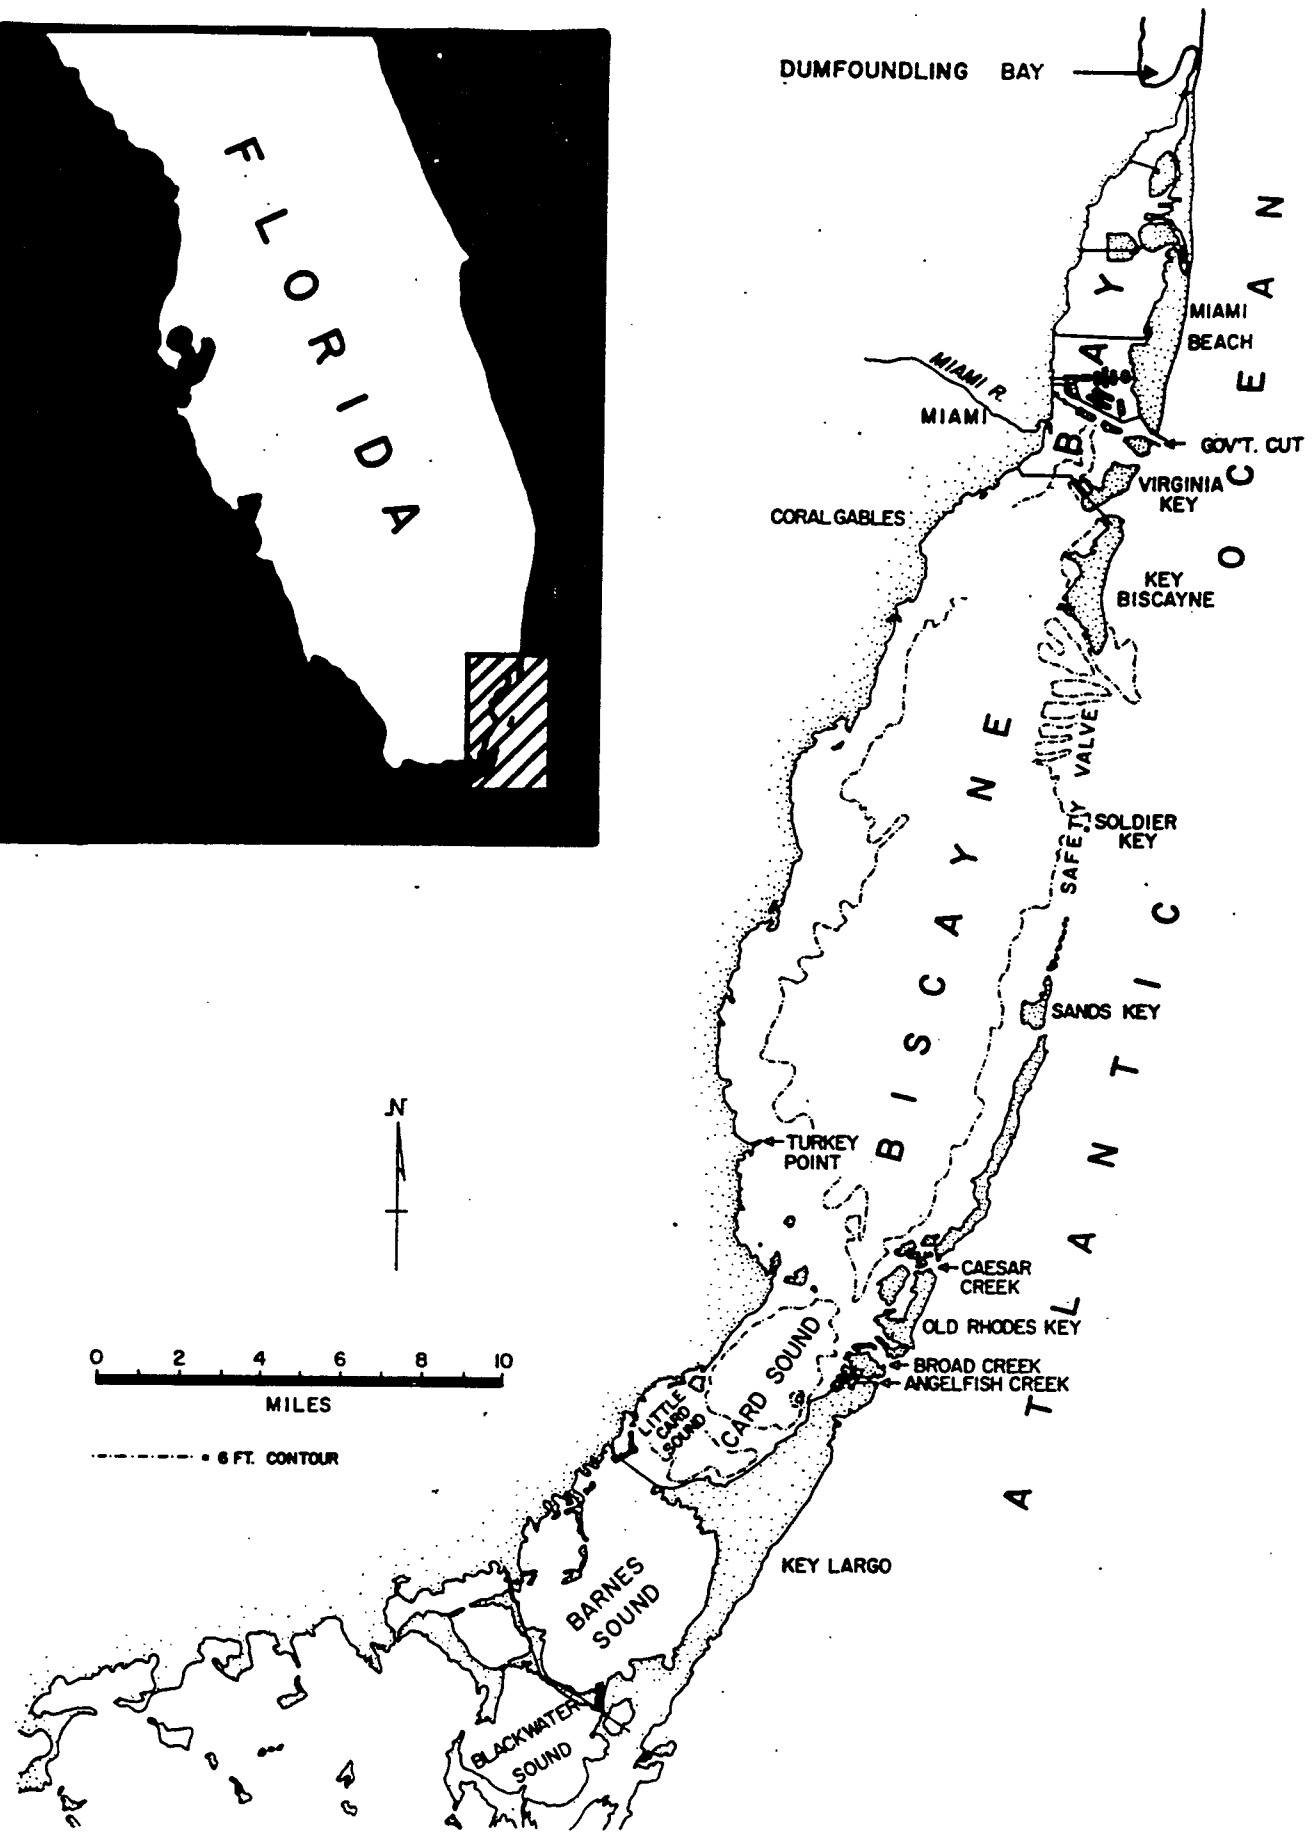 FLORIDA
DUMFOUNDLING BAY
MIAMI
BEACH
MIAMI R.
MIAMI
GOV'T. CUT
VIRGINIA
KEY
CORAL GABLES
KEY
BISCAYNE
SAFETY VALVE
SOLDIER
KEY
BISCAYNE BAY
ATLANTIC OCEAN
SANDS KEY
N
TURKEY
POINT
CAESAR
CREEK
OLD RHODES KEY
BROAD CREEK
ANGELFISH CREEK
CARD SOUND
LITTLE
CARD
SOUND
0 2 4 6 8 10
MILES
6 FT. CONTOUR
KEY LARGO
BARNES
SOUND
BLACKWATER
SOUND